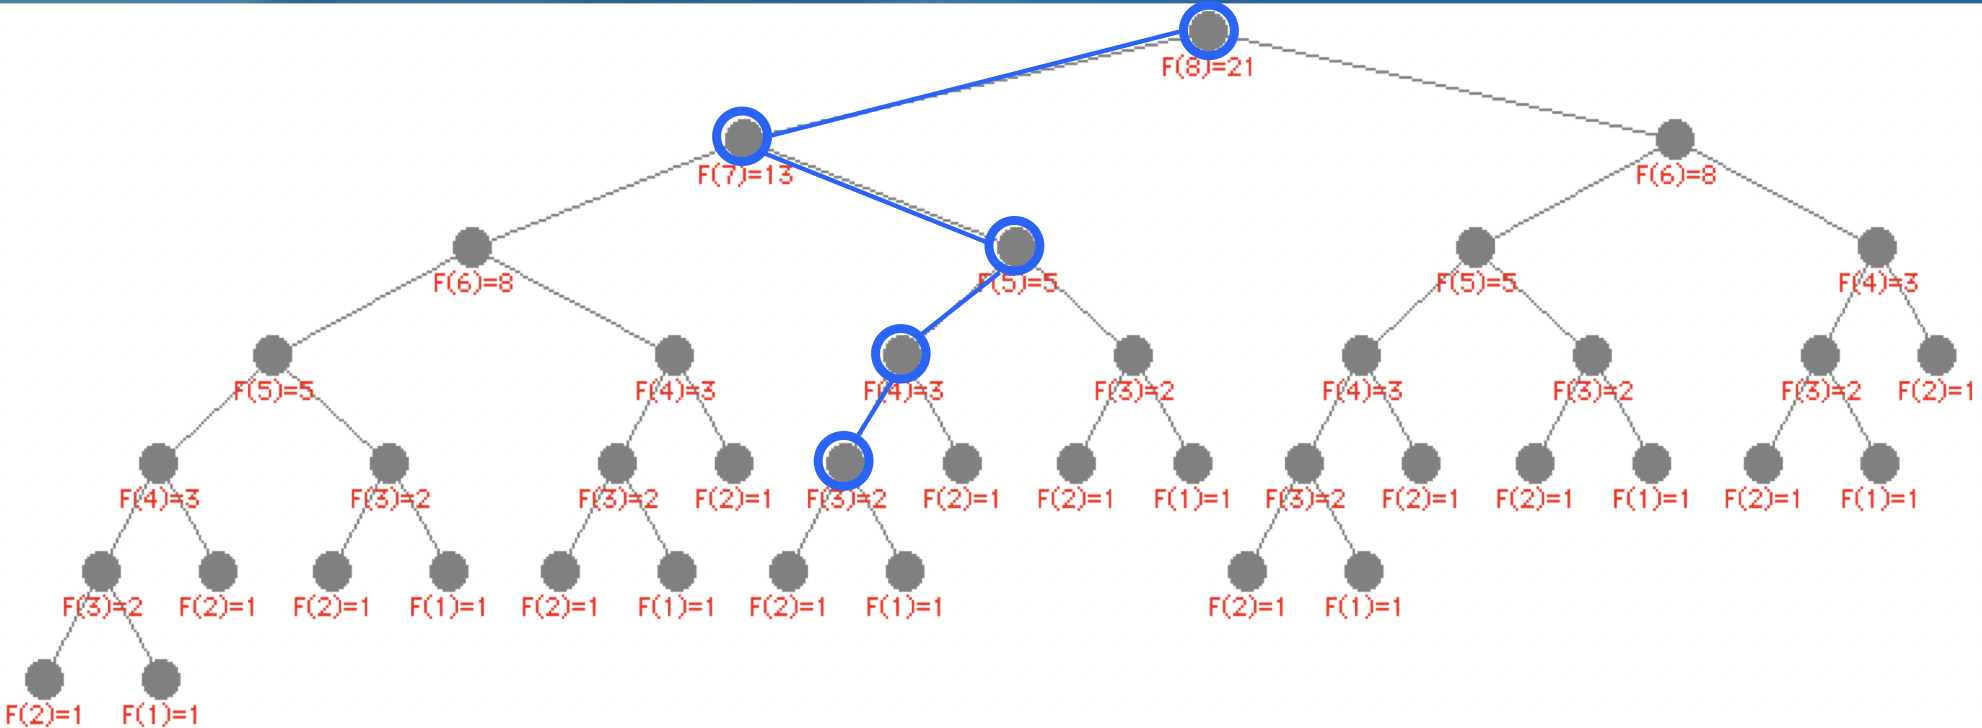 F(8)=21
F(7)=13 F(6)=8
F(6)=8 F(5)=5 F(5)=5 F(4)=3
F(5)=5 F(4)=3 F(4)=3 F(3)=2 F(4)=3 F(3)=2 F(3)=2 F(2)=1
F(4)=3 F(3)=2 F(3)=2 F(2)=1 F(3)=2 F(2)=1 F(2)=1 F(1)=1 F(3)=2 F(2)=1 F(2)=1 F(1)=1 F(2)=1 F(1)=1
F(3)=2 F(2)=1 F(2)=1 F(1)=1 F(2)=1 F(1)=1 F(2)=1 F(1)=1 F(2)=1 F(1)=1
F(2)=1 F(1)=1